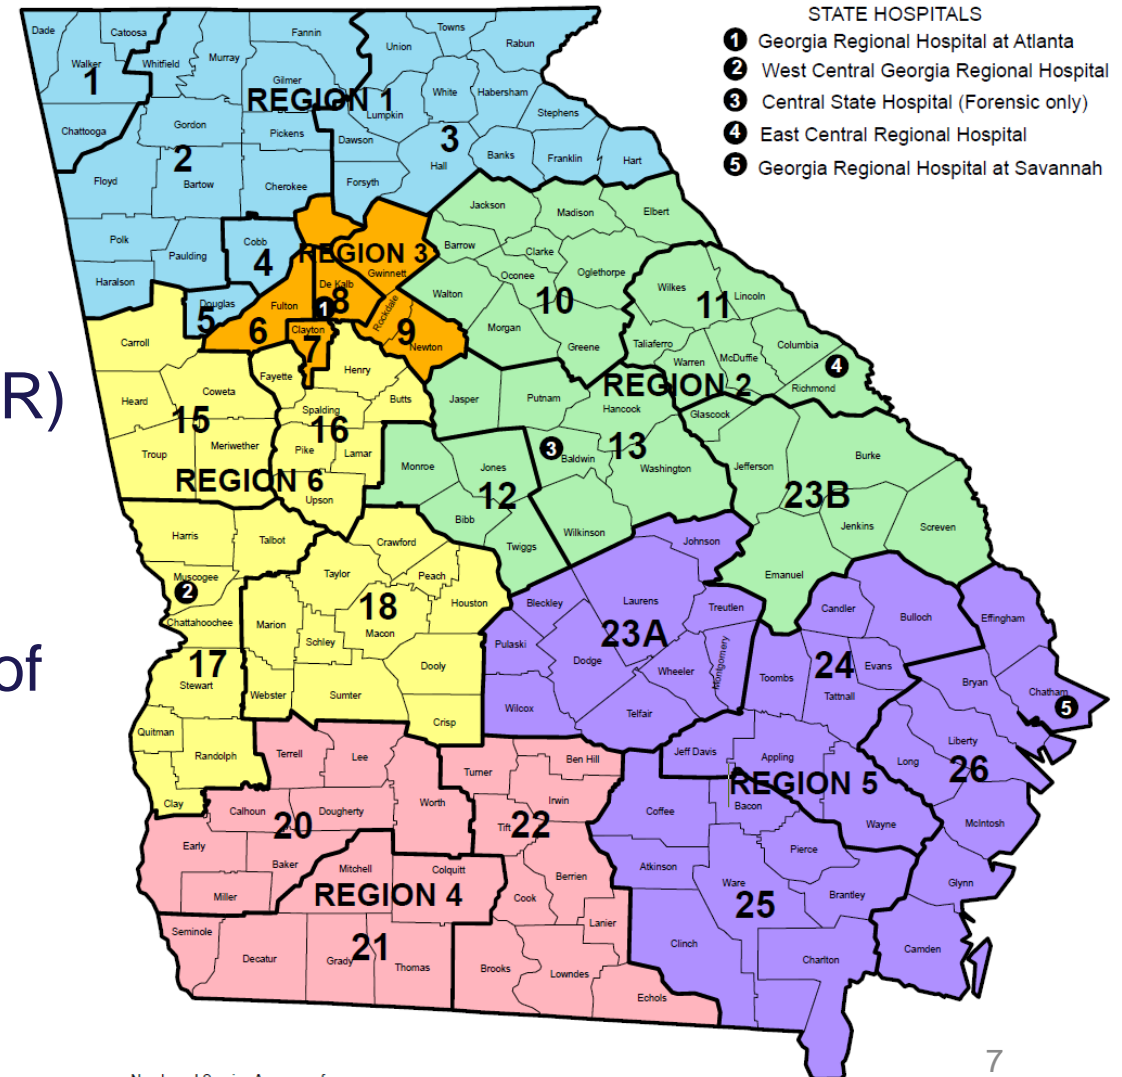 STATE HOSPITALS
1 Georgia Regional Hospital at Atlanta
2 West Central Georgia Regional Hospital
3 Central State Hospital (Forensic only)
4 East Central Regional Hospital
5 Georgia Regional Hospital at Savannah
R)
of
REGION 1
Dade
Catoosa
Walker
1
Chattooga
Whitfield
Murray
Fannin
Gilmer
Gordon
Pickens
2
Floyd
Bartow
Cherokee
Polk
Paulding
Haralson
Towns
Union
Rabun
White
Habersham
Lumpkin
Stephens
Dawson
3
Hall
Banks
Franklin
Hart
Forsyth
Cobb
4
Douglas
5
REGION 3
Gwinnett
De Kalb
8
1
Fulton
6
Clayton
7
Rockdale
9
Newton
REGION 2
Jackson
Madison
Elbert
Barrow
Clarke
Oconee
Oglethorpe
Walton
10
Morgan
Greene
Wilkes
Lincoln
11
Taliaferro
Warren
McDuffie
Columbia
4
Richmond
Jasper
Putnam
Hancock
3
Baldwin
13
Washington
Wilkinson
Monroe
Jones
12
Bibb
Twiggs
Glascock
Jefferson
Burke
23B
Jenkins
Screven
Emanuel
REGION 6
Carroll
Heard
Coweta
15
Troup
Meriwether
Fayette
Henry
Spalding
Butts
16
Pike
Lamar
Upson
Harris
Talbot
Muscogee
2
Chattahoochee
17
Stewart
Quitman
Randolph
Clay
Crawford
Taylor
Peach
18
Houston
Marion
Macon
Schley
Dooly
Webster
Sumter
Crisp
REGION 5
Johnson
Bleckley
Laurens
Treutlen
Pulaski
23A
Dodge
Wheeler
Montgomery
Wilcox
Telfair
Candler
Bulloch
24
Evans
Toombs
Tattnall
Jeff Davis
Appling
Wayne
Effingham
Bryan
Chatham
5
Liberty
Long
26
McIntosh
Glynn
Camden
Coffee
Bacon
Pierce
Atkinson
Ware
Brantley
25
Clinch
Charlton
REGION 4
Terrell
Lee
Calhoun
Dougherty
Worth
20
Early
Baker
Miller
Mitchell
Colquitt
Seminole
Decatur
Grady
21
Thomas
Turner
Ben Hill
Irwin
Tift
22
Berrien
Cook
Lanier
Brooks
Lowndes
Echols
7